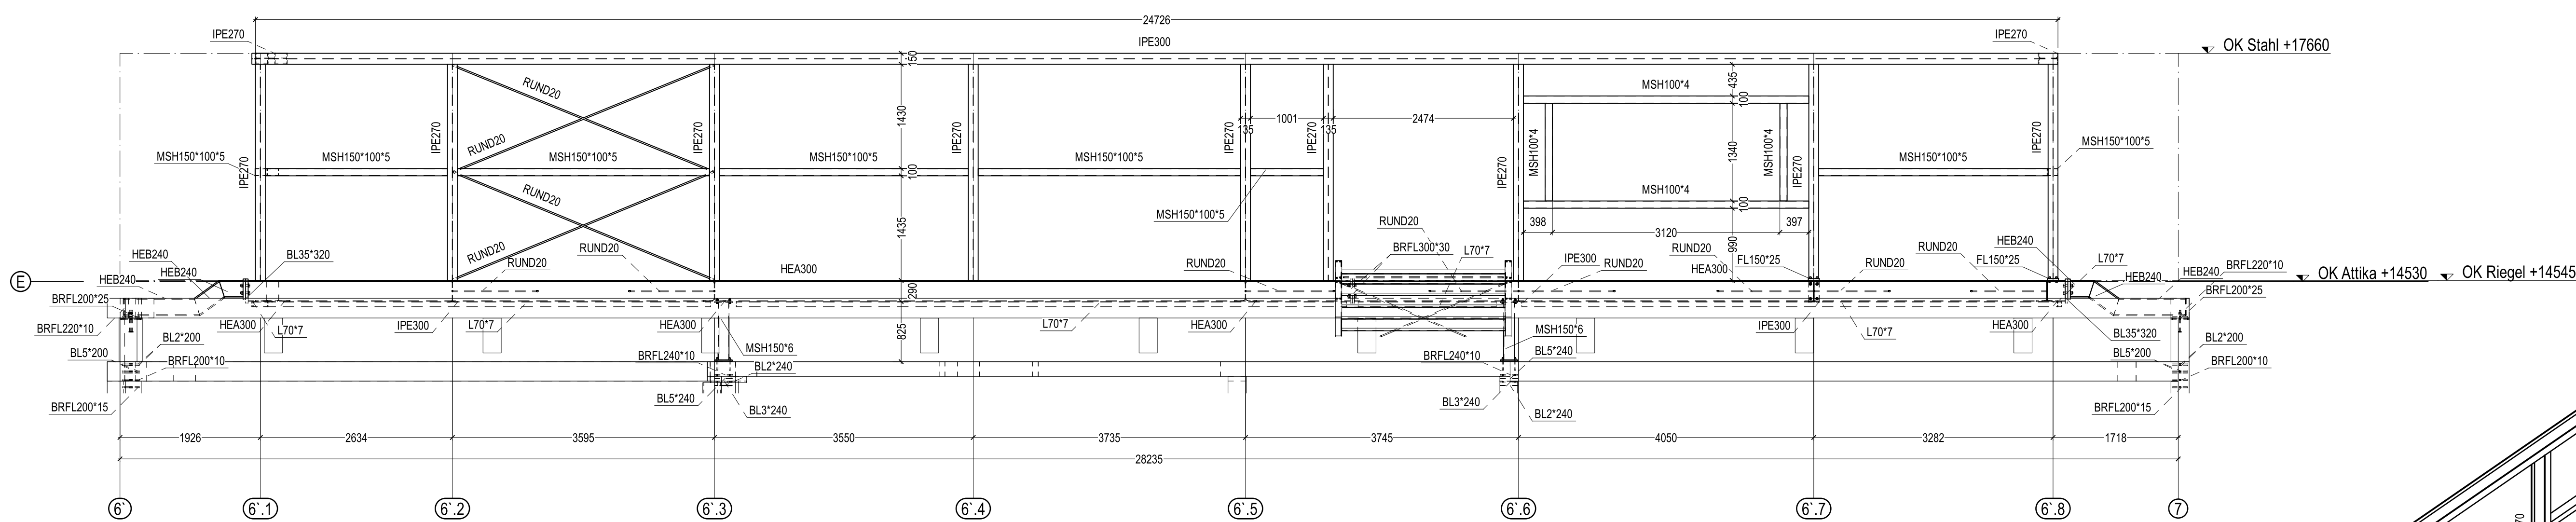 24726
IPE270
IPE300
IPE270
OK Stahl +17660
150
RUND20
RUND20
1430
435
MSH100*4
100
IPE270
IPE270
IPE270
IPE270
135
1001
135
IPE270
2474
MSH100*4
1340
MSH100*4
IPE270
MSH150*100*5
IPE270
MSH150*100*5
MSH150*100*5
MSH150*100*5
100
MSH150*100*5
IPE270
IPE270
MSH150*100*5
MSH150*100*5
RUND20
MSH100*4
100
1435
MSH150*100*5
398
3120
397
RUND20
RUND20
RUND20
BRFL300*30
L70*7
990
HEB240
HEB240
HEB240
BL35*320
RUND20
HEA300
RUND20
IPE300
RUND20
RUND20
HEA300
FL150*25
RUND20
RUND20
FL150*25
HEB240
L70*7
HEB240
HEB240
BRFL220*10
BRFL200*25
E
OK Attika +14530
OK Riegel +14545
BRFL200*25
290
BRFL220*10
HEA300
L70*7
IPE300
L70*7
HEA300
825
L70*7
HEA300
MSH150*6
IPE300
L70*7
HEA300
BL35*320
BL2*200
BL5*200
BRFL200*10
BRFL240*10
MSH150*6
BL2*240
BRFL240*10
BL5*240
BL5*200
BL2*200
BRFL200*10
BRFL200*15
BL5*240
BL3*240
BL3*240
BL2*240
BRFL200*15
1926
2634
3595
3550
3735
3745
4050
3282
1718
28235
6`
6`.1
6`.2
6`.3
6`.4
6`.5
6`.6
6`.7
6`.8
7